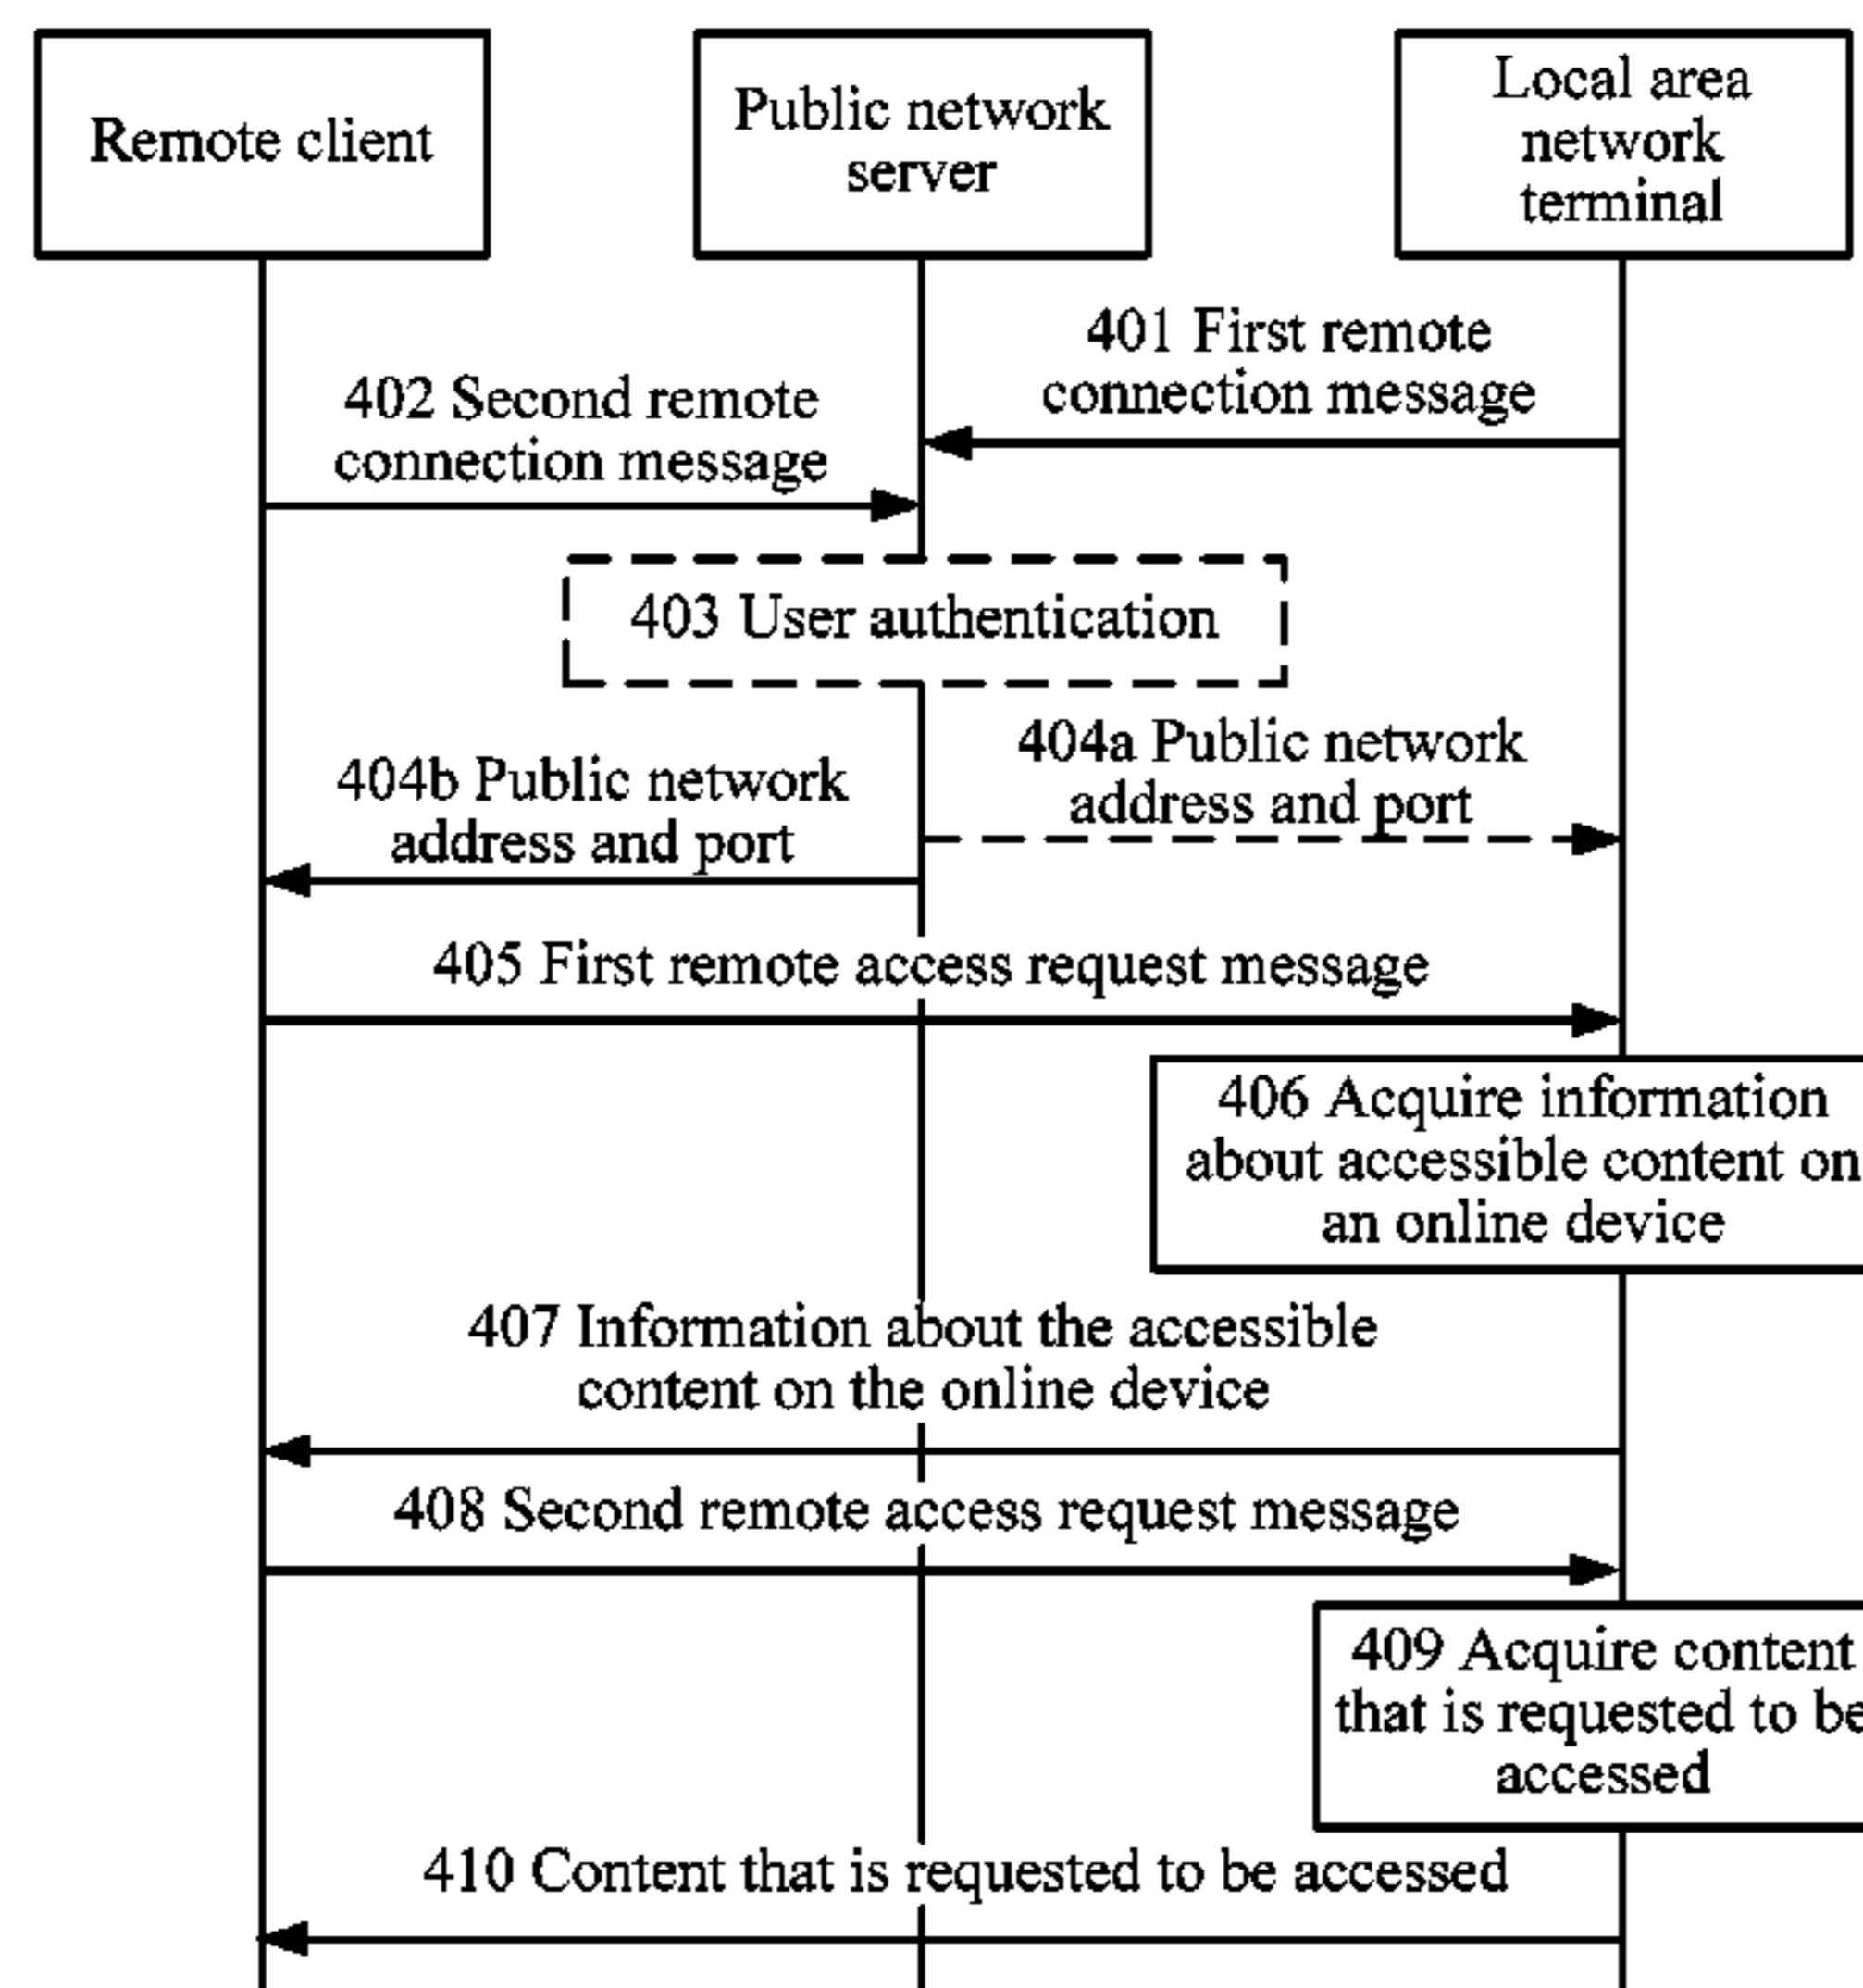 Remote client
Public network
server
Local area
network
terminal
401 First remote
connection message
402 Second remote
connection message
403 User authentication
404a Public network
address and port
404b Public network
address and port
405 First remote access request message
406 Acquire information
about accessible content on
an online device
407 Information about the accessible
content on the online device
408 Second remote access request message
409 Acquire content
that is requested to be
accessed
410 Content that is requested to be accessed